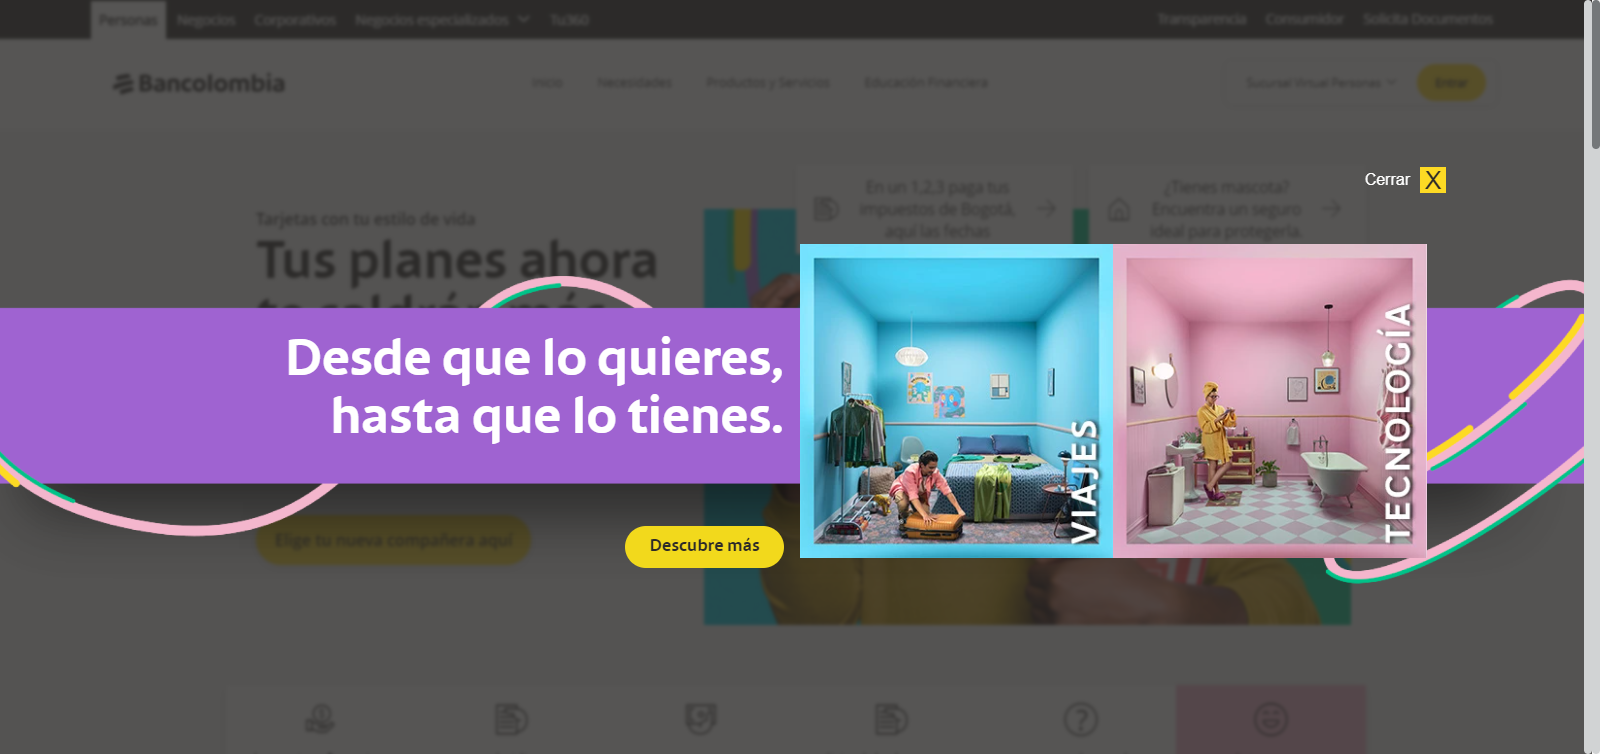 Personas Negocios Corporativos Negocios especializados Tu360 Transparencia Consumidor Solicita Documentos
Bancolombia Inicio Necesidades Productos y Servicios Educación Financiera Sucursal Virtual Personas Entrar
Cerrar X
En un 1,2,3 paga tus
impuestos de Bogotá,
aquí las fechas
¿Tienes mascota?
Encuentra un seguro
ideal para protegerla.
Tarjetas con tu estilo de vida
Tus planes ahora
Desde que lo quieres,
hasta que lo tienes.
VIAJES
TECNOLOGÍA
Elige tu nueva compañera aquí
Descubre más